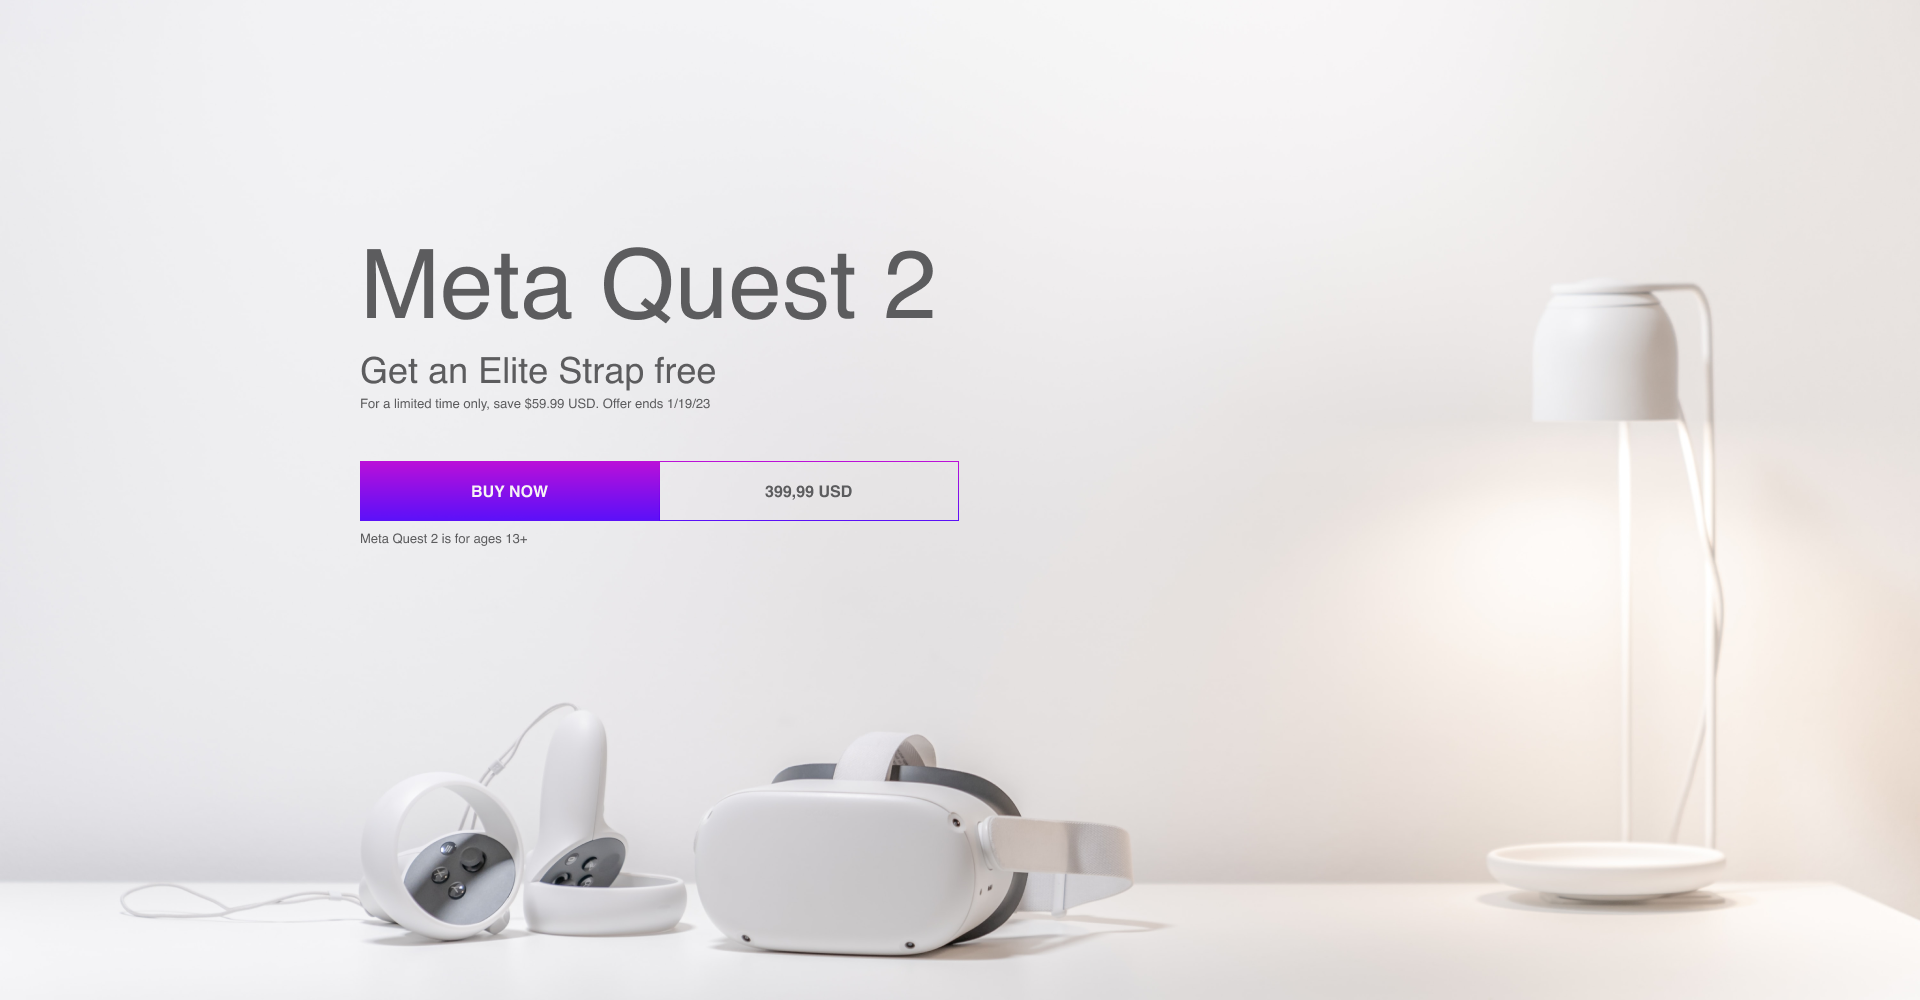 Meta Quest 2
Get an Elite Strap free
For a limited time only, save $59.99 USD. Offer ends 1/19/23
BUY NOW
399,99 USD
Meta Quest 2 is for ages 13+